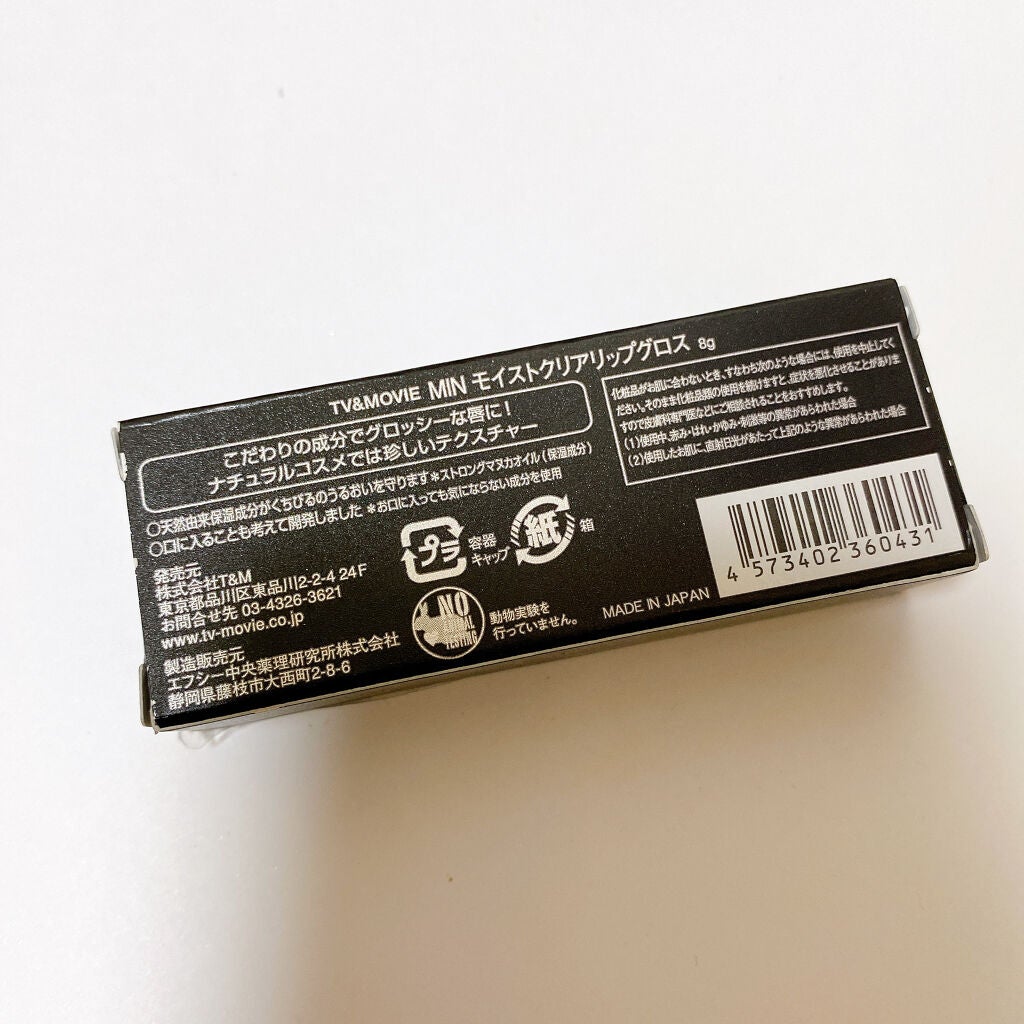 TV&MOVIE MIN モイストクリアリップグロス 8g
こだわりの成分でグロッシーな唇に!
ナチュラルコスメでは珍しいテクスチャー
○天然由来保湿成分がくちびるのうるおいを守ります＊ストロングマヌカオイル（保湿成分）
○口に入ることも考えて開発しました ＊お口に入っても気にならない成分を使用
発売元
株式会社T&M
東京都品川区東品川2-2-4 24F
お問合せ先 03-4326-3621
www.tv-movie.co.jp
製造販売元
エフシー中央薬理研究所株式会社
静岡県藤枝市大西町2-8-6
プラ
容器
キャップ
紙
箱
NO
ANIMAL
TESTING
動物実験を
行っていません。
化粧品がお肌に合わないとき、すなわち次のような場合には、使用を中止してく
ださい。そのまま化粧品類の使用を続けますと、症状を悪化させることがありま
すので皮膚科専門医などにご相談されることをおすすめします。
（1）使用中、赤み・はれ・かゆみ・刺激等の異常があらわれた場合
（2）使用したお肌に、直射日光があたって上記のような異常があらわれた場合
MADE IN JAPAN
4 573402 360431